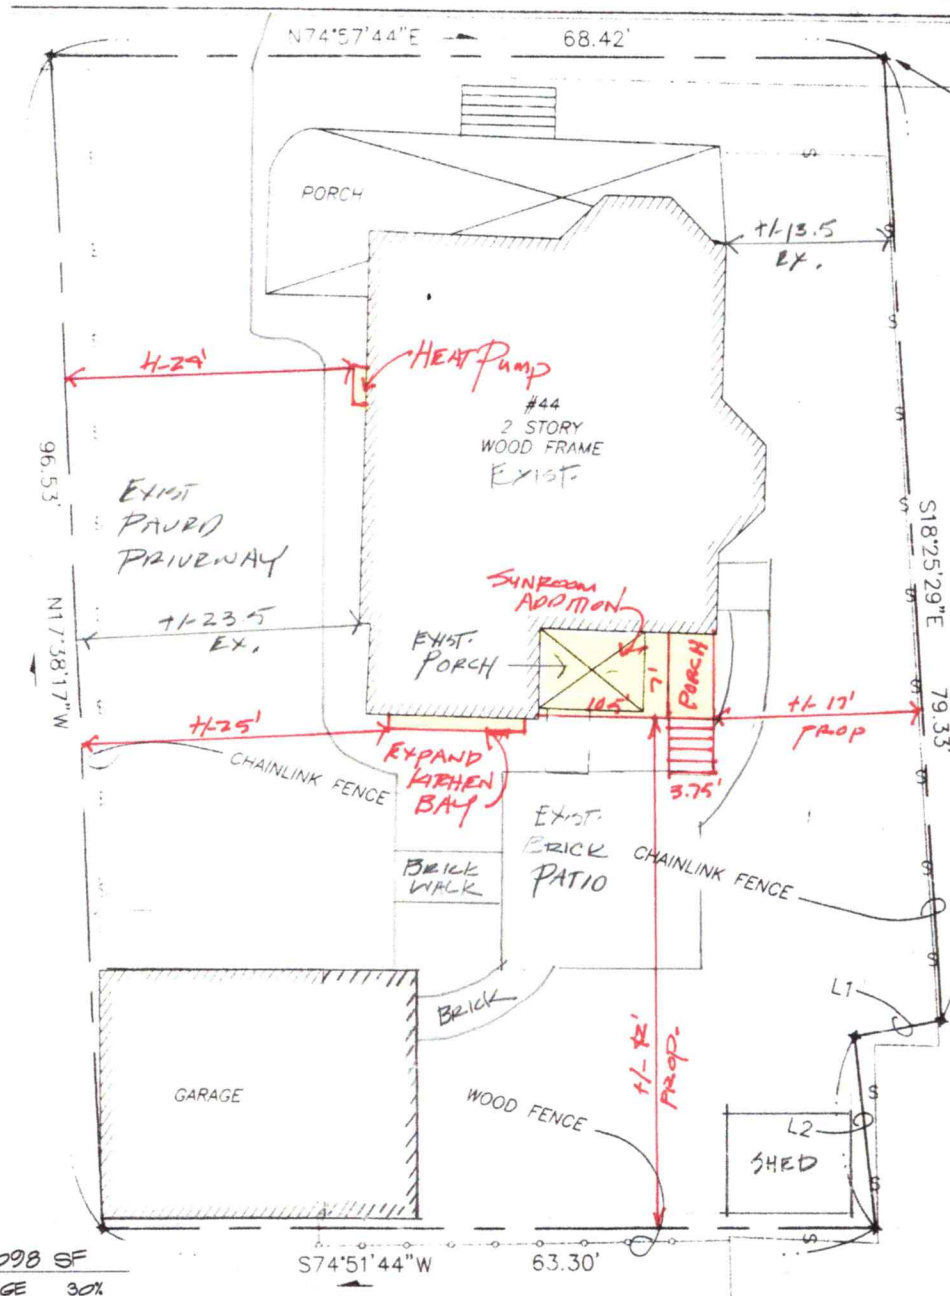 N74°57'44"E 68.42'
PORCH
S
+/-13.5
EX.
S
S
+/-24'
HEAT PUMP
#44
2 STORY
WOOD FRAME
EXIST.
S
S
96.53'
EXIST
PAVED
DRIVEWAY
S18°25'29"E 79.33'
SUNROOM
ADDITION
S
N17°38'17"W
+/-23.5
EX.
EXIST.
PORCH
7'
PORCH
10.5'
S
+/-17'
PROP
+/-25'
EXPAND
KITCHEN
BAY
CHAINLINK FENCE
3.75'
S
EXIST.
BRICK
PATIO
BRICK
WALK
CHAINLINK FENCE
S
S
L1
BRICK
PROP.
GARAGE
WOOD FENCE
S
L2
SHED
S
S
S74°51'44"W 63.30'
098 SF
GE 30%